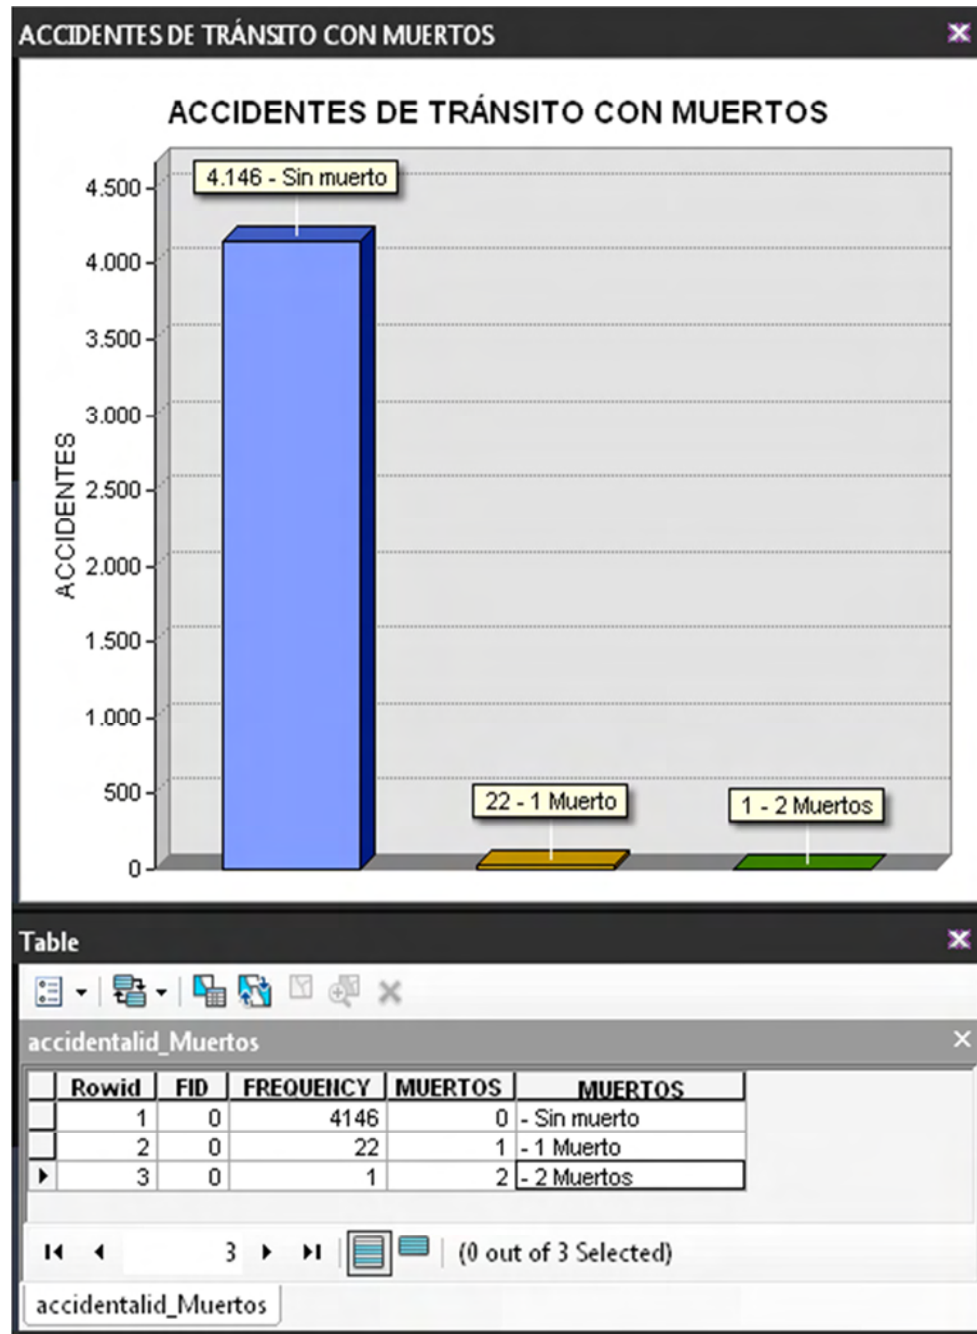 ACCIDENTES DE TRÁNSITO CON MUERTOS
ACCIDENTES DE TRÁNSITO CON MUERTOS
4.146 - Sin muerto
4.500
4.000
3.500
3.000
2.500
2.000
1.500
1.000
500
0
ACCIDENTES
22 - 1 Muerto
1 - 2 Muertos
Table
accidentalid_Muertos
Rowid FID FREQUENCY MUERTOS MUERTOS
1 0 4146 0 - Sin muerto
2 0 22 1 - 1 Muerto
3 0 1 2 - 2 Muertos
3 (0 out of 3 Selected)
accidentalid_Muertos